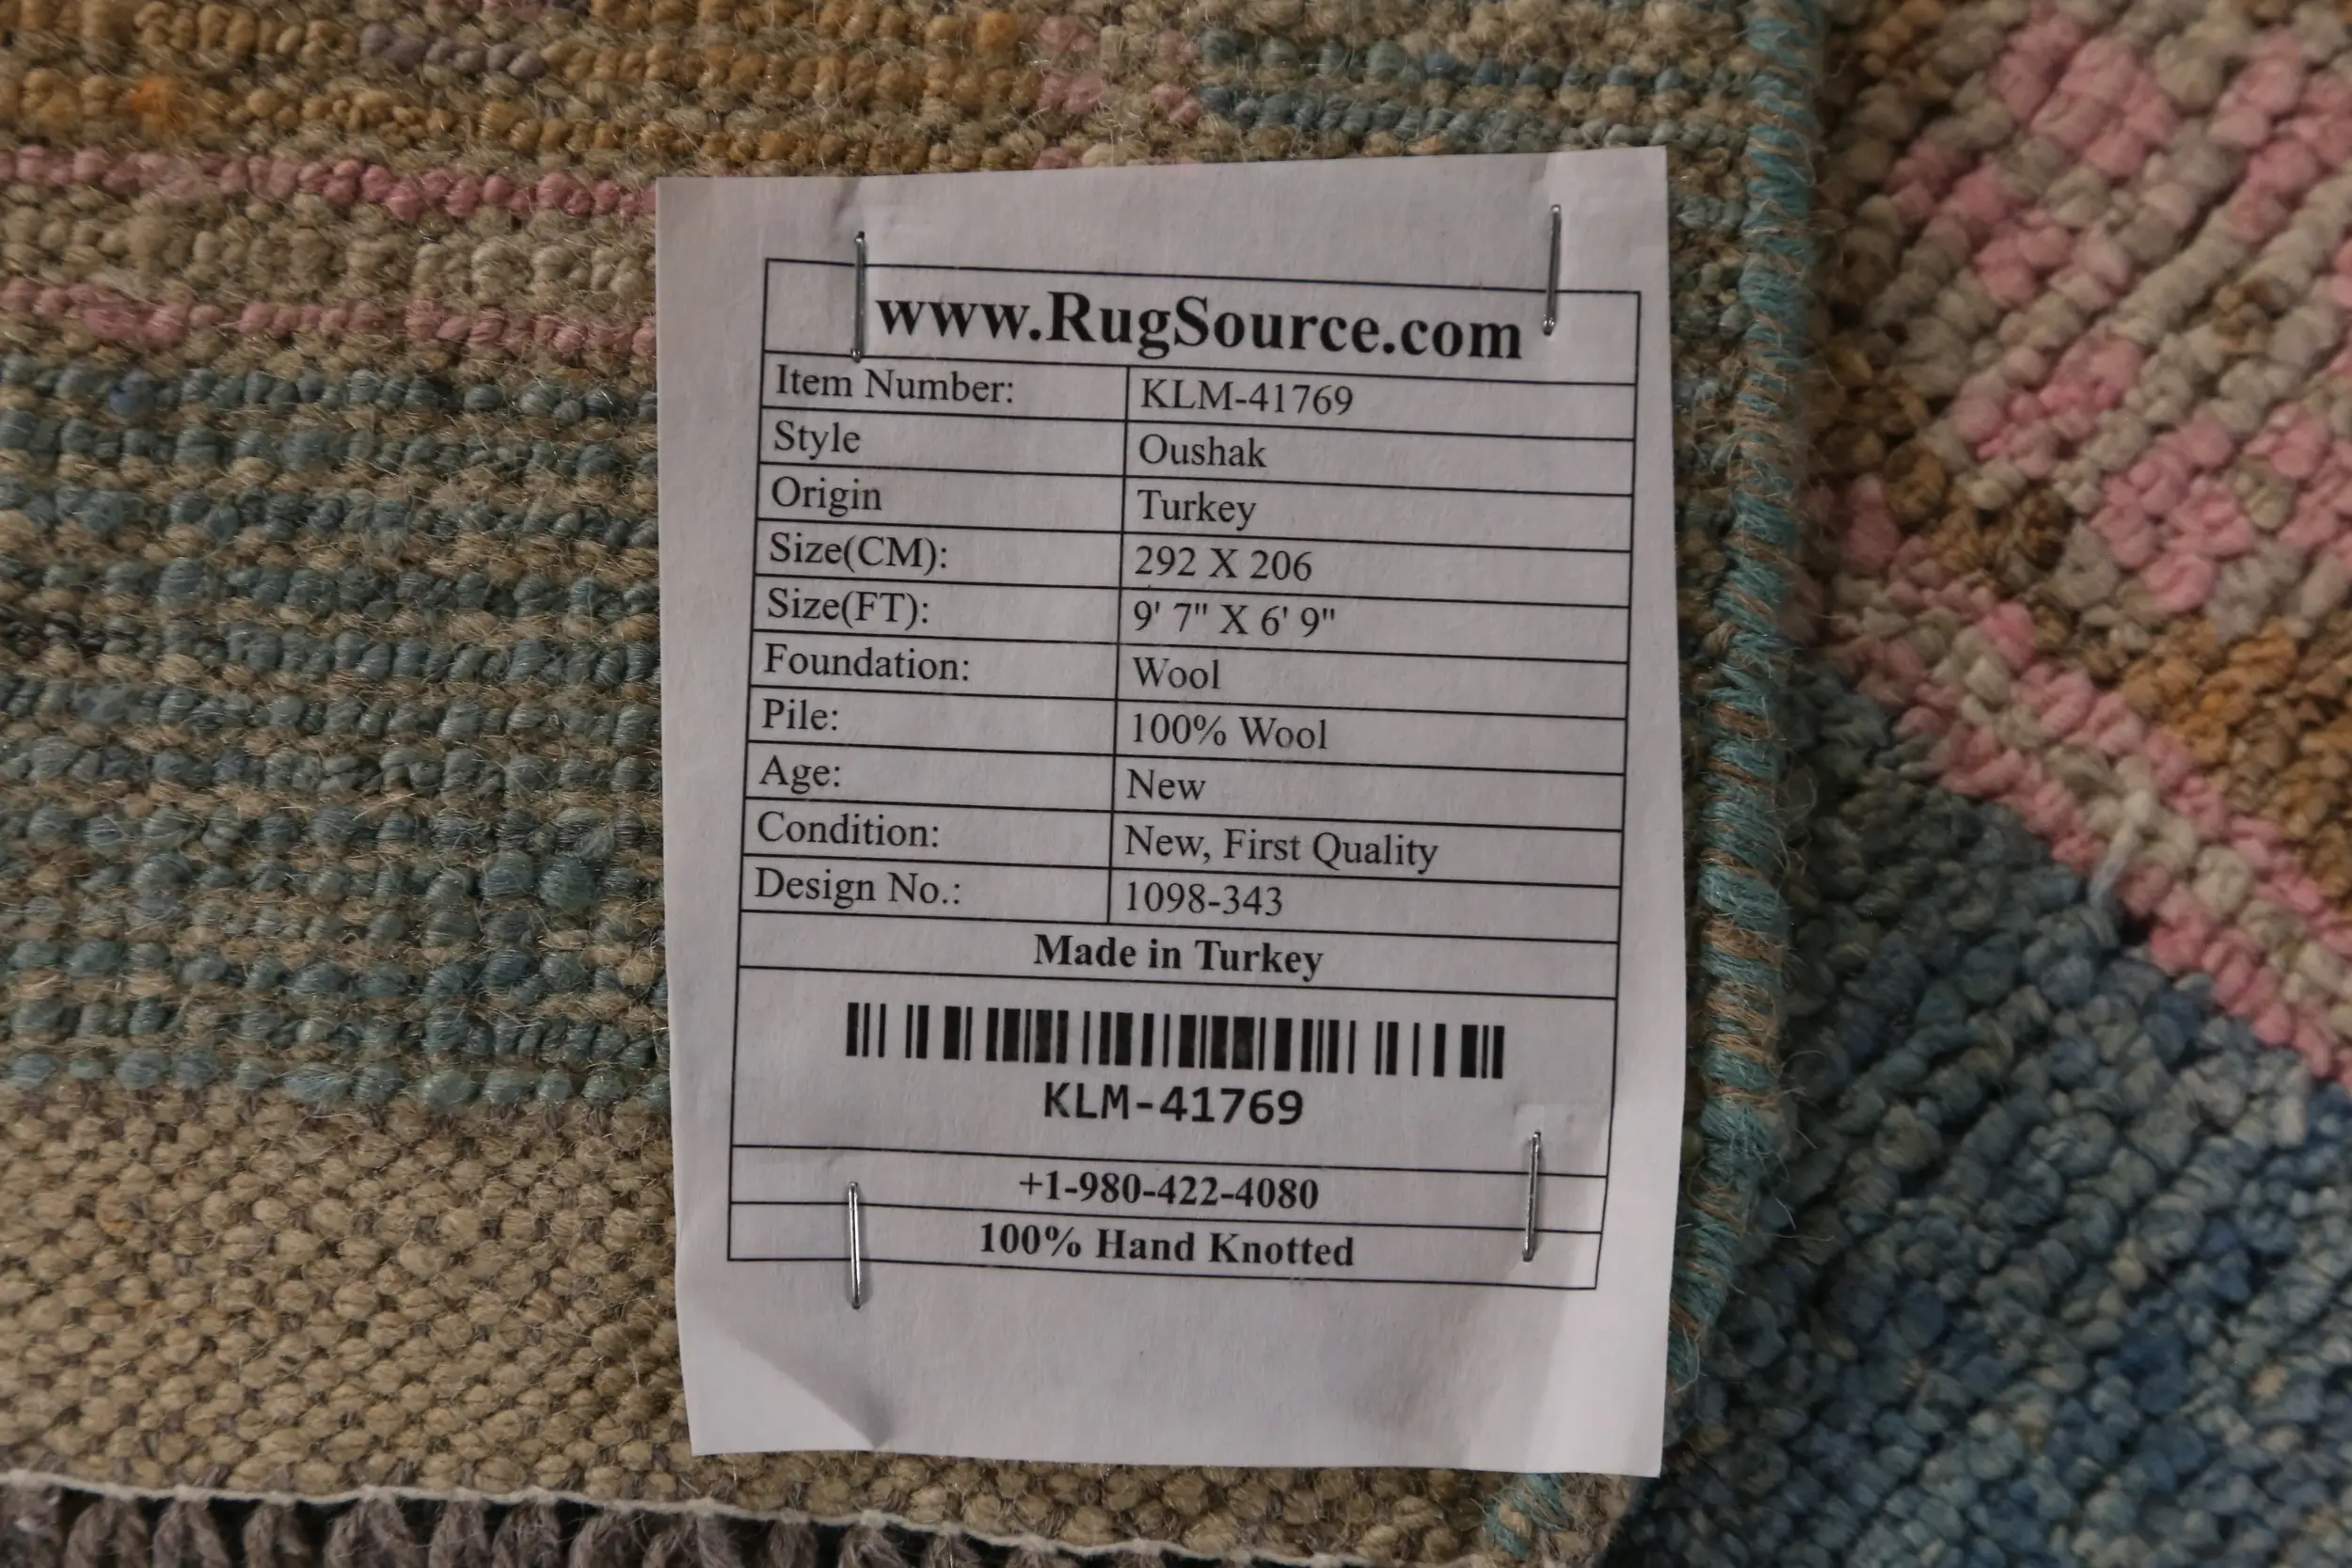 www.RugSource.com
Item Number: KLM-41769
Style Oushak
Origin Turkey
Size(CM): 292 X 206
Size(FT): 9' 7" X 6' 9"
Foundation: Wool
Pile: 100% Wool
Age: New
Condition: New, First Quality
Design No.: 1098-343
Made in Turkey
KLM-41769
+1-980-422-4080
100% Hand Knotted